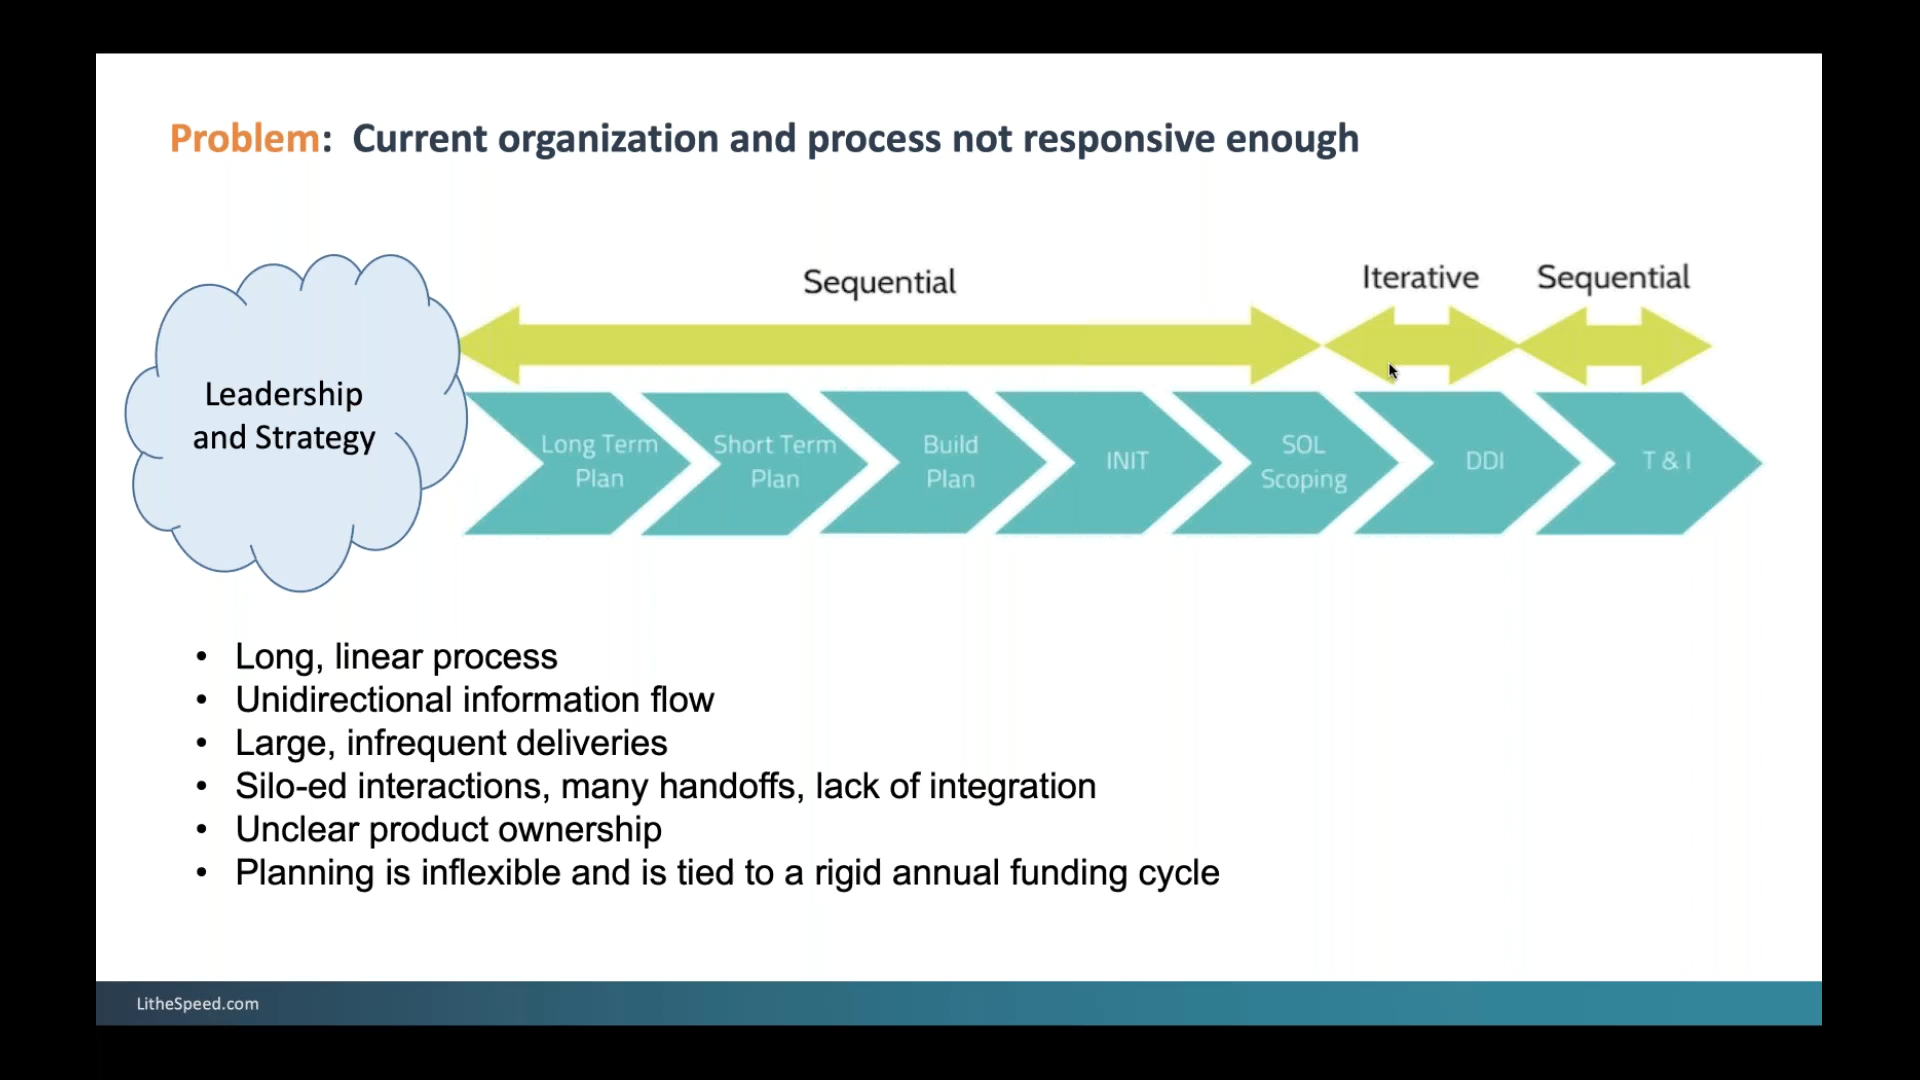 Problem: Current organization and process not responsive enough
Sequential
Iterative
Sequential
Leadership
and Strategy
Long Term
Plan
Short Term
Plan
Build
Plan
INIT
SOL
Scoping
DDI
T & I
• Long, linear process
• Unidirectional information flow
• Large, infrequent deliveries
• Silo-ed interactions, many handoffs, lack of integration
• Unclear product ownership
• Planning is inflexible and is tied to a rigid annual funding cycle
LitheSpeed.com